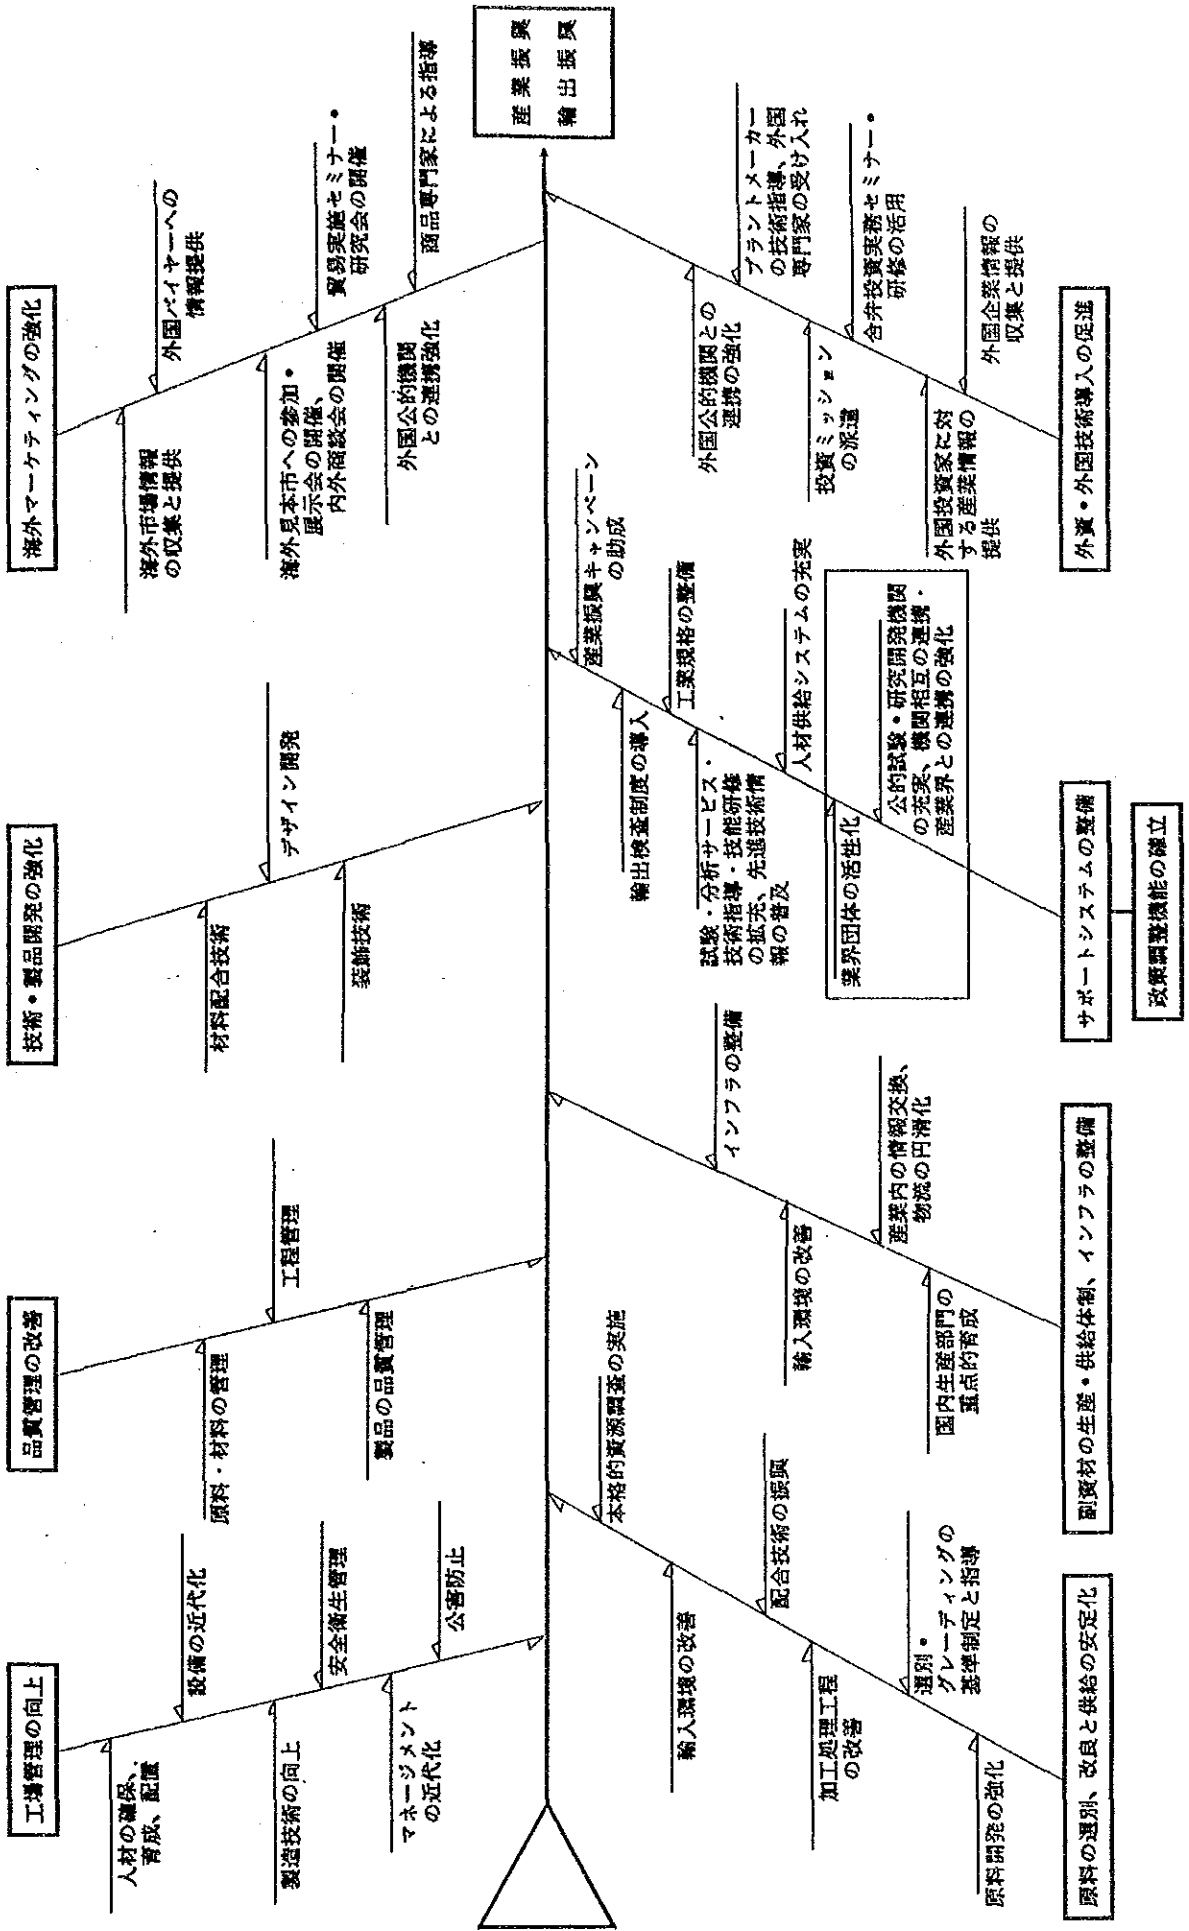 工場管理の向上
人材の確保、
育成、配置
設備の近代化
製造技術の向上
安全衛生管理
マネージメント
の近代化
公害防止
品質管理の改善
原料・材料の管理
工程管理
製品の品質管理
技術・製品開発の強化
材料配合技術
デザイン開発
装飾技術
海外マーケティングの強化
海外市場情報
の収集と提供
外国バイヤーへの
情報提供
海外見本市への参加・
展示会の開催、
内外商談会の開催
貿易実施セミナー・
研究会の開催
外国公的機関
との連携強化
商品専門家による指導
産業振興
輸出振興
原料の選別、改良と供給の安定化
本格的資源調査の実施
輸入環境の改善
配合技術の振興
加工処理工程
の改善
選別・
グレーディングの
基準制定と指導
原料開発の強化
副資材の生産・供給体制、インフラの整備
インフラの整備
輸入環境の改善
産業内の情報交換、
物流の円滑化
国内生産部門の
重点的育成
サポートシステムの整備
政策調整機能の確立
産業振興キャンペーン
の助成
輸出検査制度の導入
工業規格の整備
試験・分析サービス・
技術指導・技能研修
の拡充、先進技術情
報の普及
人材供給システムの充実
業界団体の活性化
公的試験・研究開発機関
の充実、機関相互の連携・
産業界との連携の強化
外資・外国技術導入の促進
外国公的機関との
連携の強化
プラントメーカー
の技術指導、外国
専門家の受け入れ
投資ミッション
の派遣
合弁投資実務セミナー・
研修の活用
外国投資家に対
する産業情報の
提供
外国企業情報の
収集と提供